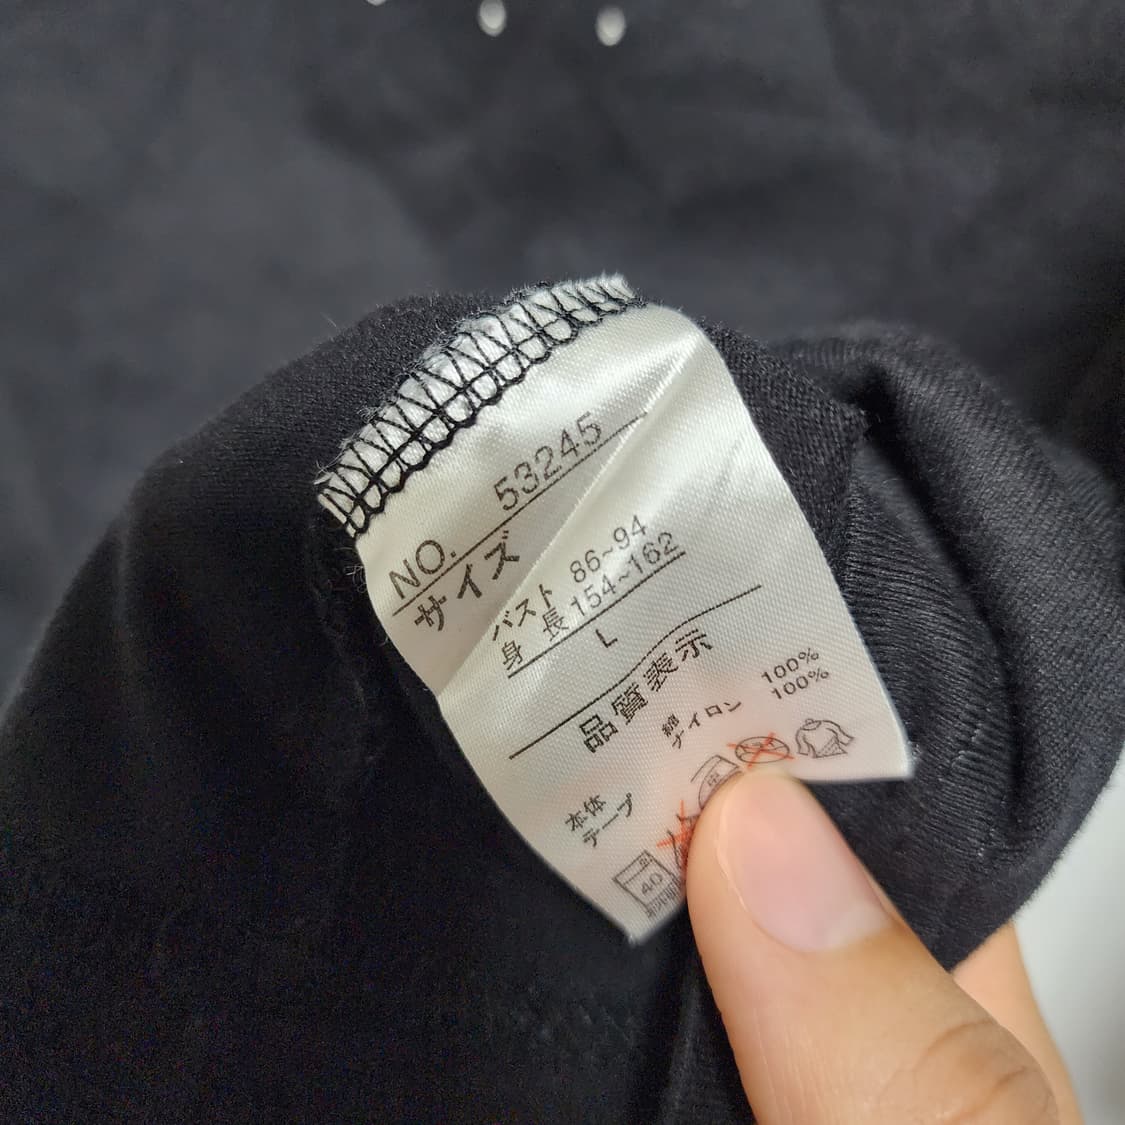 NO. 53245
サイズ
バスト 86~94
身長 154~162
L
品質表示
本体 綿 100%
テープ ナイロン 100%
40